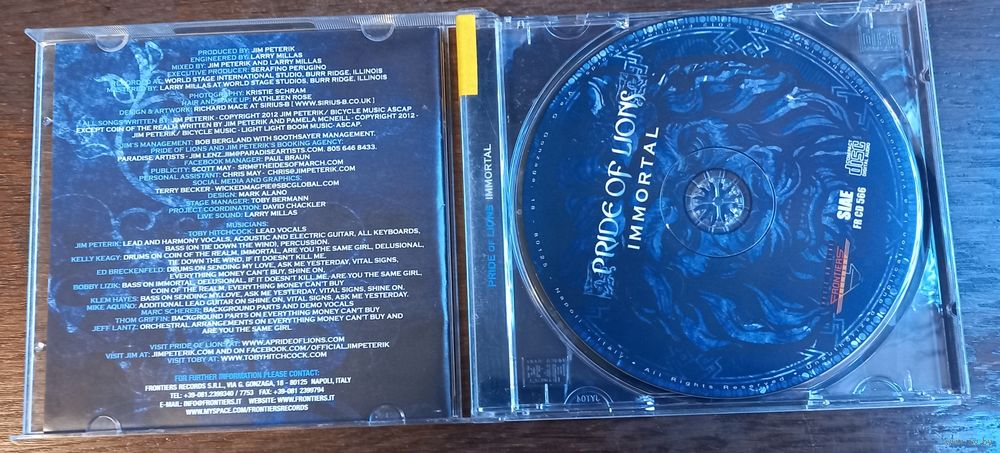 PRODUCED BY: JIM PETERIK
ENGINEERED BY: LARRY MILLAS
MIXED BY: JIM PETERIK AND LARRY MILLAS
EXECUTIVE PRODUCER: SERAFINO PERUGINO
RECORDED AT: WORLD STAGE INTERNATIONAL STUDIO, BURR RIDGE, ILLINOIS
MASTERED BY: LARRY MILLAS AT WORLD STAGE STUDIOS, BURR RIDGE, ILLINOIS
PHOTOGRAPHY: KRISTIE SCHRAM
HAIR AND MAKE UP: KATHLEEN ROSE
DESIGN & ARTWORK: RICHARD MACE AT SIRIUS-B [ WWW.SIRIUS-B.CO.UK ]
ALL SONGS WRITTEN BY JIM PETERIK · COPYRIGHT 2012 JIM PETERIK/ BICYCLE MUSIC ASCAP
EXCEPT COIN OF THE REALM WRITTEN BY JIM PETERIK AND PAMELA MCNEILL · COPYRIGHT 2012 ·
JIM PETERIK/ BICYCLE MUSIC · LIGHT LIGHT BOOM MUSIC· ASCAP.
JIM'S MANAGEMENT: BOB BERGLAND WITH SOOTHSAYER MANAGEMENT.
PRIDE OF LIONS AND JIM PETERIK'S BOOKING AGENCY:
PARADISE ARTISTS · JIM LENZ.JIM@PARADISEARTISTS.COM. 805 646 8433.
FACEBOOK MANAGER: PAUL BRAUN
PUBLICITY: SCOTT MAY · SRM@THEIDESOFMARCH.COM
PERSONAL ASSISTANT: CHRIS MAY · CHRIS@JIMPETERIK.COM
SOCIAL MEDIA AND GRAPHICS:
TERRY BECKER · WICKEDMAGPIE@SBCGLOBAL.COM
DESIGN: MARK ALANO
STAGE MANAGER: TOBY BERMANN
PROJECT COORDINATION: DAVID CHACKLER
LIVE SOUND: LARRY MILLAS
MUSICIANS:
TOBY HITCHCOCK: LEAD VOCALS
JIM PETERIK: LEAD AND HARMONY VOCALS, ACOUSTIC AND ELECTRIC GUITAR, ALL KEYBOARDS,
BASS (ON TIE DOWN THE WIND), PERCUSSION.
KELLY KEAGY: DRUMS ON COIN OF THE REALM, IMMORTAL, ARE YOU THE SAME GIRL, DELUSIONAL,
TIE DOWN THE WIND, IF IT DOESN'T KILL ME.
ED BRECKENFELD: DRUMS ON SENDING MY LOVE, ASK ME YESTERDAY, VITAL SIGNS,
EVERYTHING MONEY CAN'T BUY, SHINE ON.
BOBBY LIZIK: BASS ON IMMORTAL, DELUSIONAL, IF IT DOESN'T KILL ME, ARE YOU THE SAME GIRL,
COIN OF THE REALM, EVERYTHING MONEY CAN'T BUY
KLEM HAYES: BASS ON SENDING MY LOVE, ASK ME YESTERDAY, VITAL SIGNS, SHINE ON.
MIKE AQUINO: ADDITIONAL LEAD GUITAR ON SHINE ON, VITAL SIGNS, ASK ME YESTERDAY.
MARC SCHERER: BACKGROUND PARTS AND DEMO VOCALS
THOM GRIFFIN: BACKGROUND PARTS ON EVERYTHING MONEY CAN'T BUY
JEFF LANTZ: ORCHESTRAL ARRANGEMENTS ON EVERYTHING MONEY CAN'T BUY AND
ARE YOU THE SAME GIRL.
VISIT PRIDE OF LIONS AT: WWW.APRIDEOFLIONS.COM
VISIT JIM AT: JIMPETERIK.COM AND ON FACEBOOK.COM/OFFICIALJIMPETERIK
VISIT TOBY AT: WWW.TOBYHITCHCOCK.COM
FOR FURTHER INFORMATION PLEASE CONTACT:
FRONTIERS RECORDS S.R.L., VIA G. GONZAGA, 18 - 80125 NAPOLI, ITALY
TEL: +39-081.2399340 / 7753 FAX: +39-081 2399794
E-MAIL: INFO@FRONTIERS.IT WEBSITE: WWW.FRONTIERS.IT
WWW.MYSPACE.COM/FRONTIERSRECORDS
PRIDE OF LIONS IMMORTAL
PRIDE OF LIONS
IMMORTAL
COMPACT
DISC
DIGITAL AUDIO
SIAE
FR CD 566
FRONTIERS
All Rights Reserved